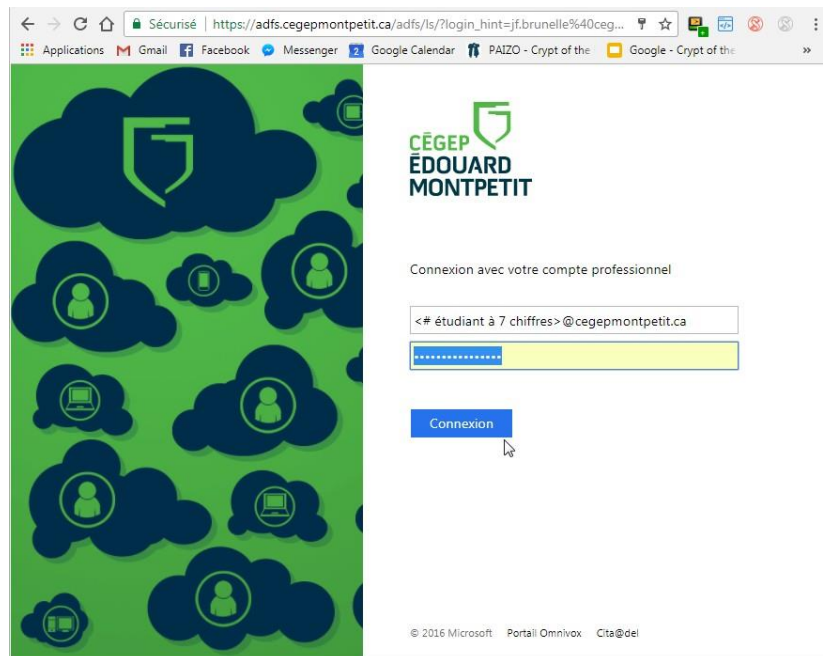 Sécurisé | https://adfs.cegepmontpetit.ca/adfs/ls/?login_hint=jf.brunelle%40ceg...
Applications Gmail Facebook Messenger 2 Google Calendar PAIZO - Crypt of the Google - Crypt of the »
CÉGEP
ÉDOUARD
MONTPETIT
Connexion avec votre compte professionnel
<# étudiant à 7 chiffres>@cegepmontpetit.ca
Connexion
© 2016 Microsoft Portail Omnivox Cita@del